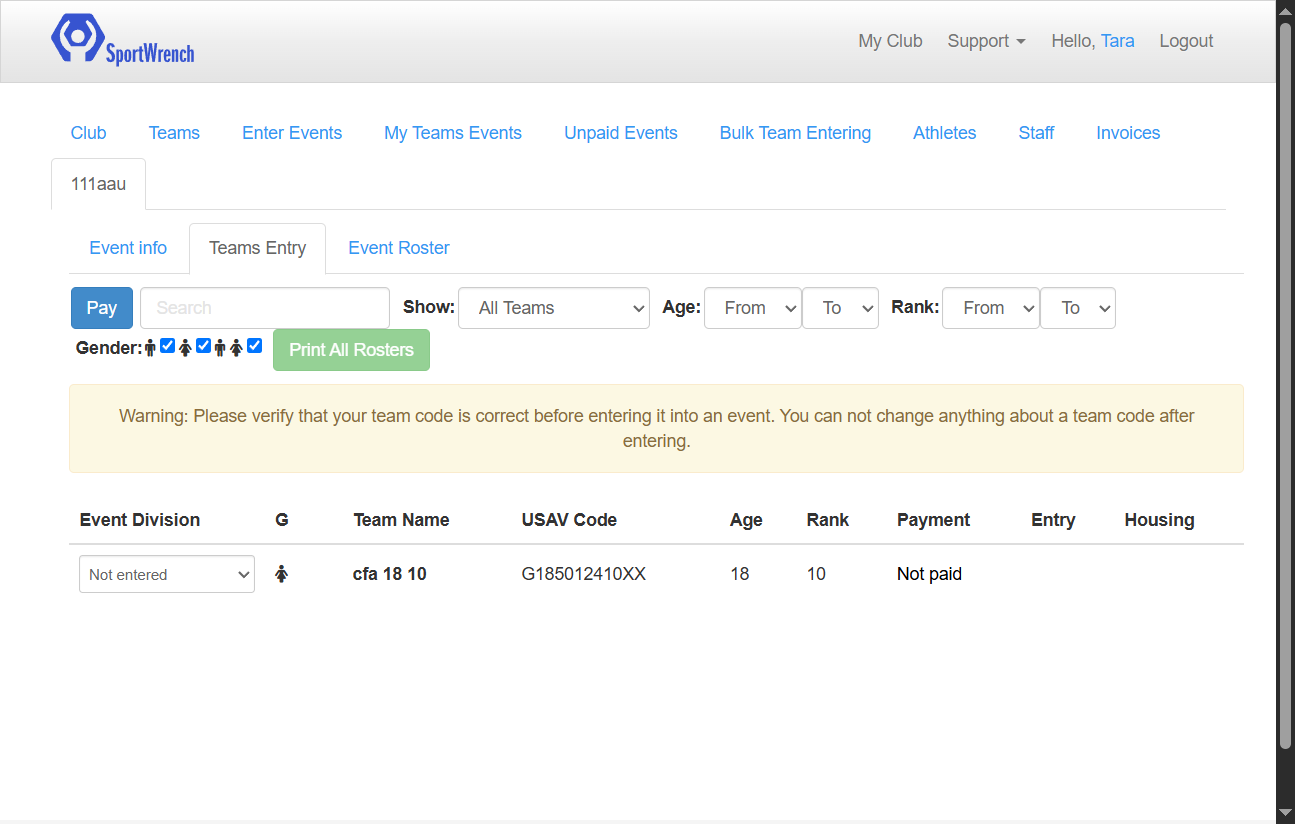 SportWrench
My Club Support Hello, Tara Logout
Club Teams Enter Events My Teams Events Unpaid Events Bulk Team Entering Athletes Staff Invoices
111aau
Event info Teams Entry Event Roster
Pay Search Show: All Teams Age: From To Rank: From To
Gender: Print All Rosters
Warning: Please verify that your team code is correct before entering it into an event. You can not change anything about a team code after
entering.
Event Division G Team Name USAV Code Age Rank Payment Entry Housing
Not entered cfa 18 10 G185012410XX 18 10 Not paid